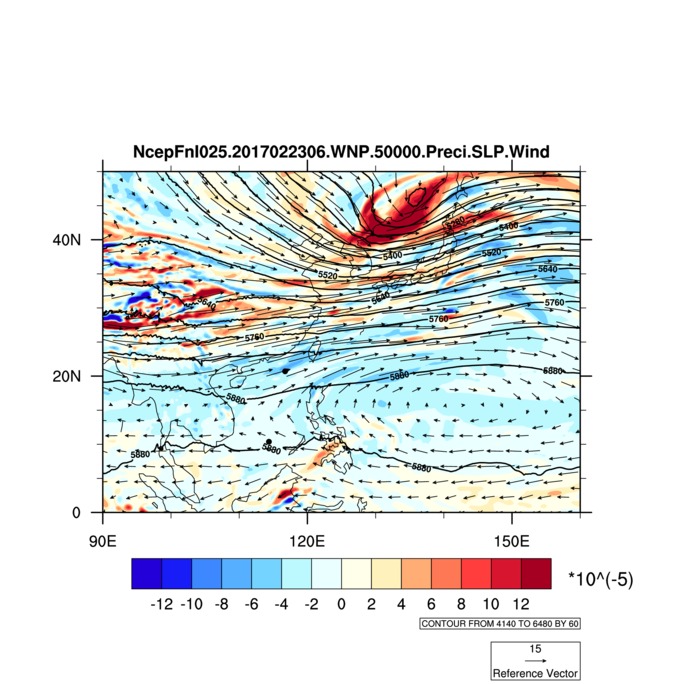 NcepFnl025.2017022306.WNP.50000.Preci.SLP.Wind
5280
5400
40N
5400
5520
5520
5640
5640
5640
5760
5760
5760
20N
5880
5880
5880
5880
5880
5880
0
90E 120E 150E
-12 -10 -8 -6 -4 -2 0 2 4 6 8 10 12
*10^(-5)
CONTOUR FROM 4140 TO 6480 BY 60
15
Reference Vector